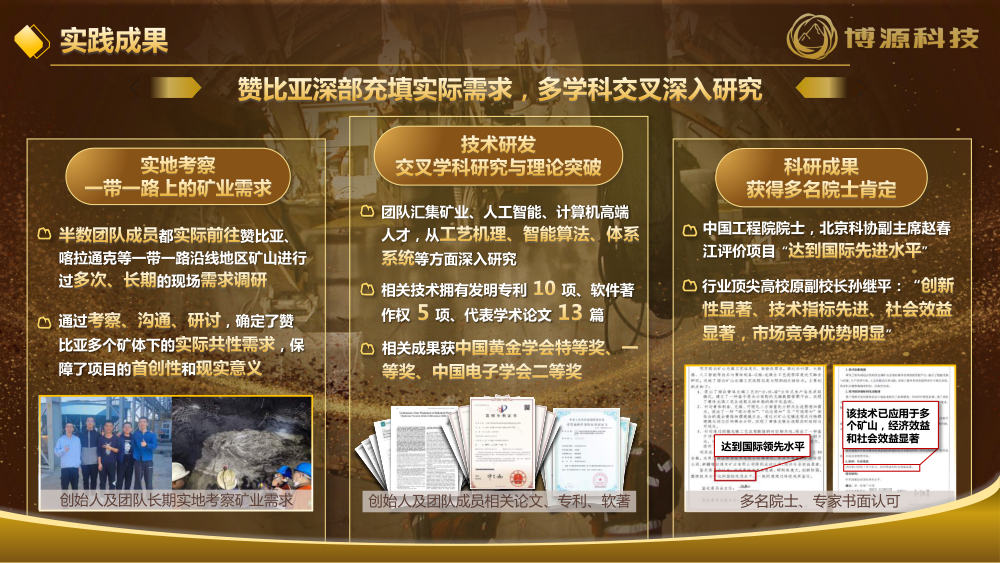 实践成果
博源科技
赞比亚深部充填实际需求，多学科交叉深入研究
实地考察
一带一路上的矿业需求
半数团队成员都实际前往赞比亚、
喀拉通克等一带一路沿线地区矿山进行
过多次、长期的现场需求调研
通过考察、沟通、研讨，确定了赞
比亚多个矿体下的实际共性需求，保
障了项目的首创性和现实意义
创始人及团队长期实地考察矿业需求
技术研发
交叉学科研究与理论突破
团队汇集矿业、人工智能、计算机高端
人才，从工艺机理、智能算法、体系
系统等方面深入研究
相关技术拥有发明专利 10 项、软件著
作权 5 项、代表学术论文 13 篇
相关成果获中国黄金学会特等奖、一
等奖、中国电子学会二等奖
创始人及团队成员相关论文、专利、软著
科研成果
获得多名院士肯定
中国工程院院士，北京科协副主席赵春
江评价项目“达到国际先进水平”
行业顶尖高校原副校长孙继平：“创新
性显著、技术指标先进、社会效益
显著，市场竞争优势明显”
达到国际领先水平
该技术已应用于多
个矿山，经济效益
和社会效益显著
多名院士、专家书面认可